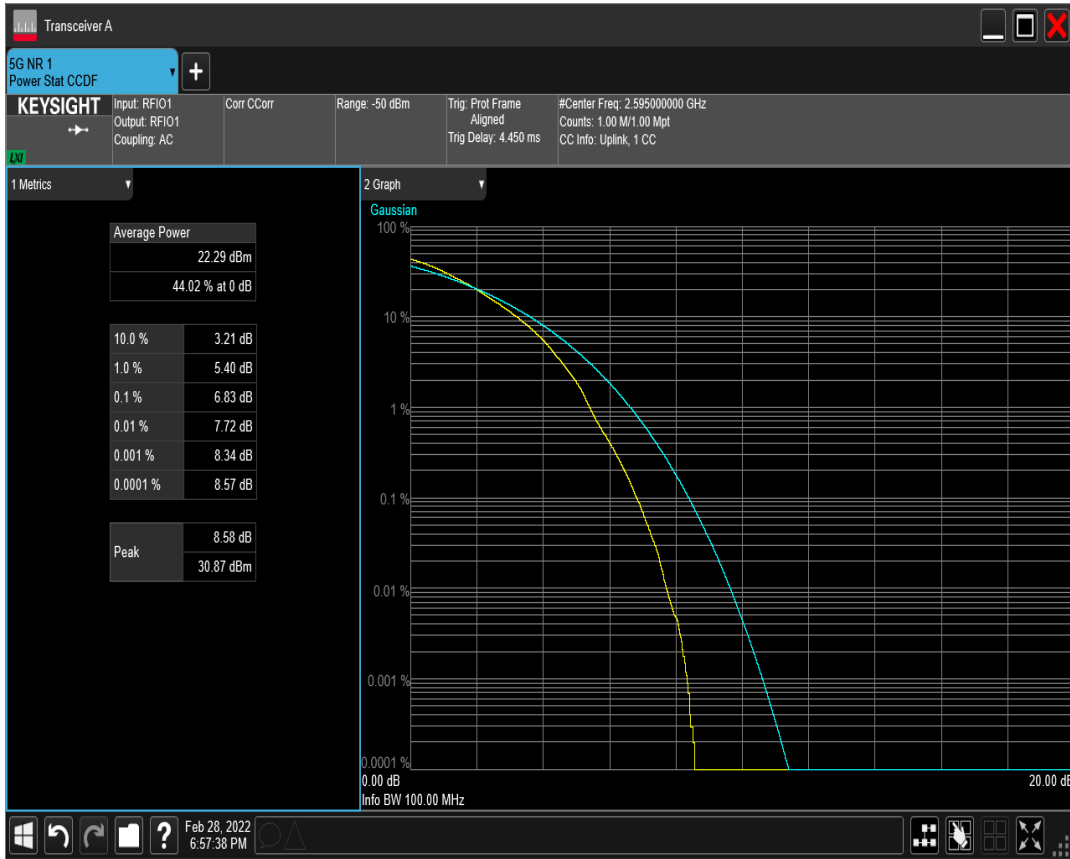 Transceiver A
5G NR 1
Power Stat CCDF
+
KEYSIGHT
LXI
Input: RFIO1
Output: RFIO1
Coupling: AC
Corr CCorr
Range: -50 dBm
Trig: Prot Frame
Aligned
Trig Delay: 4.450 ms
#Center Freq: 2.595000000 GHz
Counts: 1.00 M/1.00 Mpt
CC Info: Uplink, 1 CC
1 Metrics
Average Power
22.29 dBm
44.02 % at 0 dB
10.0 % 3.21 dB
1.0 % 5.40 dB
0.1 % 6.83 dB
0.01 % 7.72 dB
0.001 % 8.34 dB
0.0001 % 8.57 dB
Peak 8.58 dB
30.87 dBm
2 Graph
Gaussian
100 %
10 %
1 %
0.1 %
0.01 %
0.001 %
0.0001 %
0.00 dB 20.00 dB
Info BW 100.00 MHz
?
Feb 28, 2022
6:57:38 PM